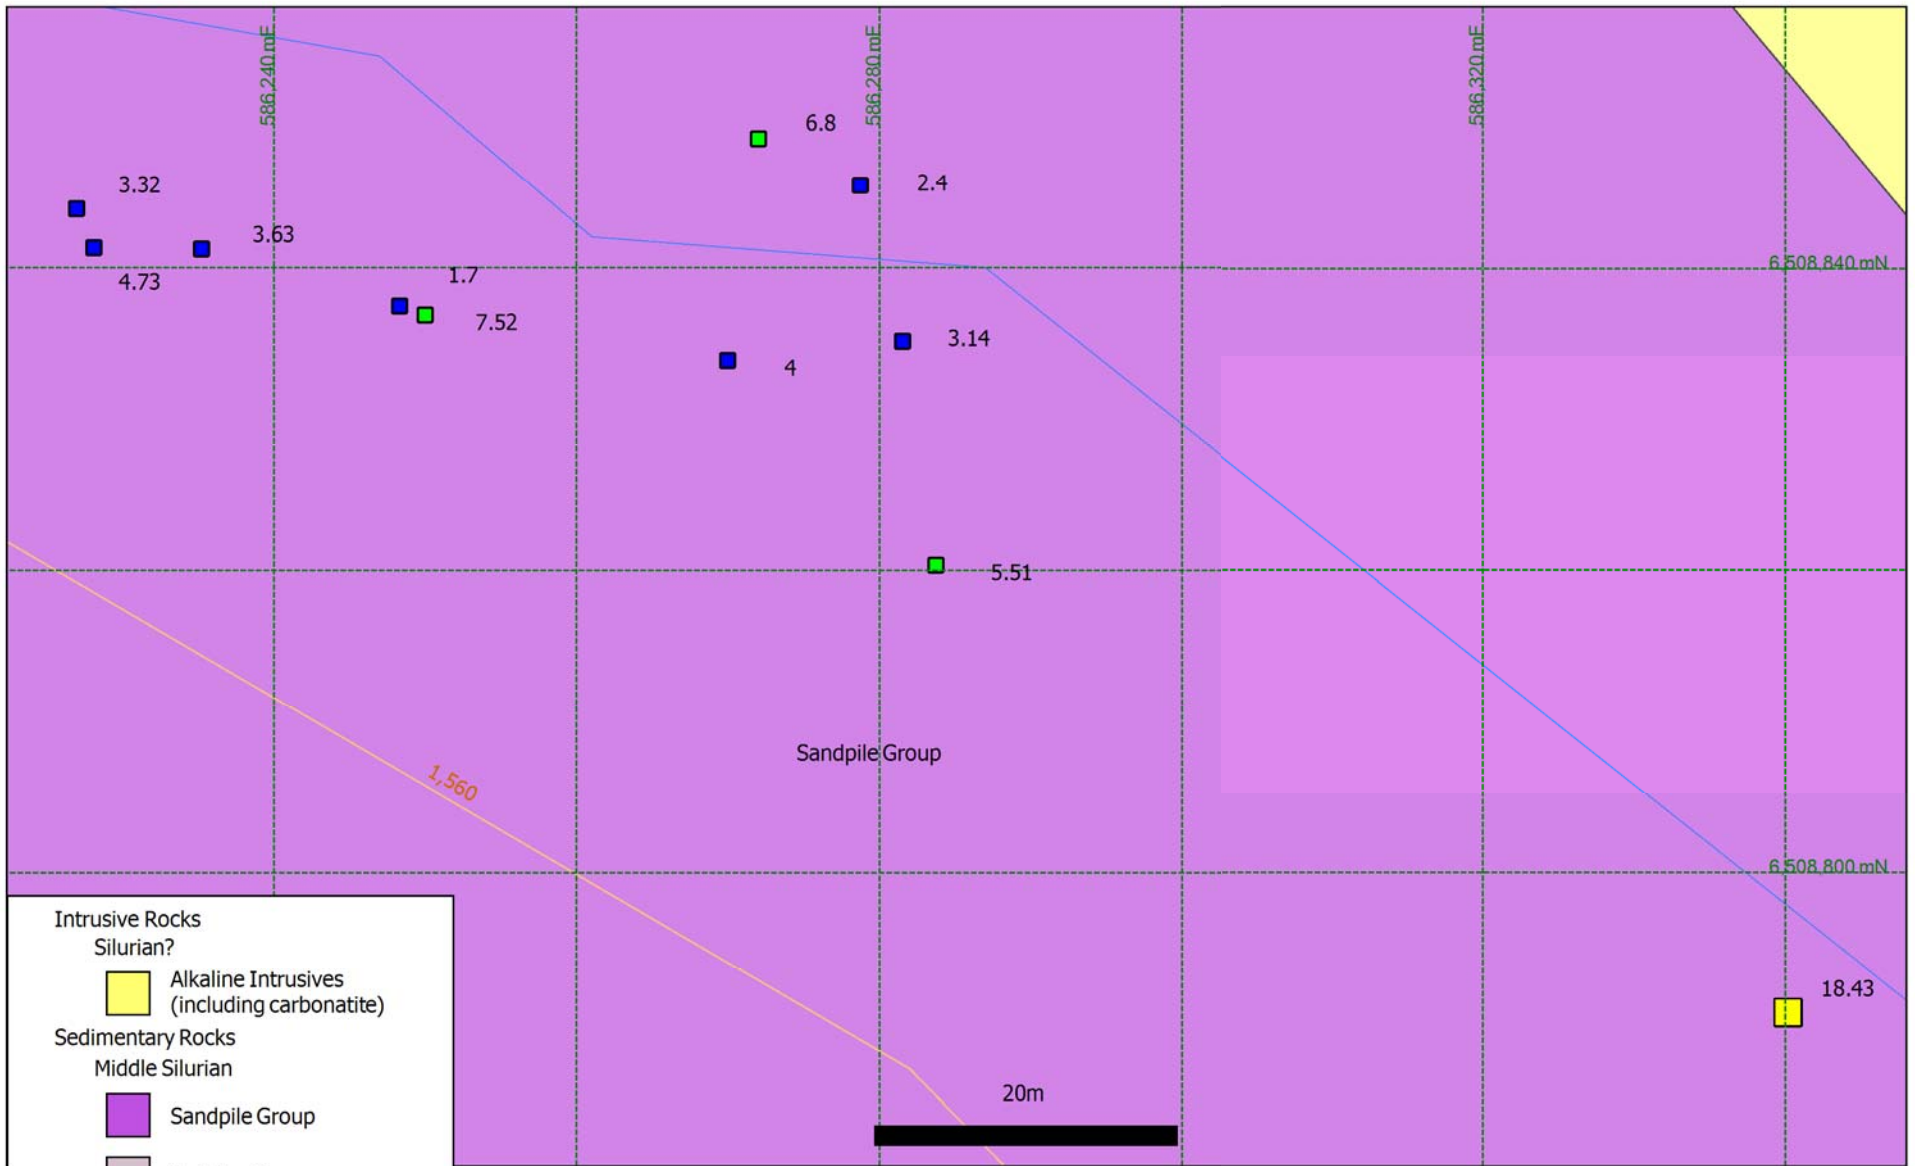 586,240 mE
586,280 mE
586,320 mE
6.8
3.32
2.4
3.63
6,508,840 mN
4.73
1.7
7.52
3.14
4
5.51
Sandpile Group
1,560
6,508,800 mN
Intrusive Rocks
Silurian?
Alkaline Intrusives
(including carbonatite)
Sedimentary Rocks
Middle Silurian
Sandpile Group
18.43
20m